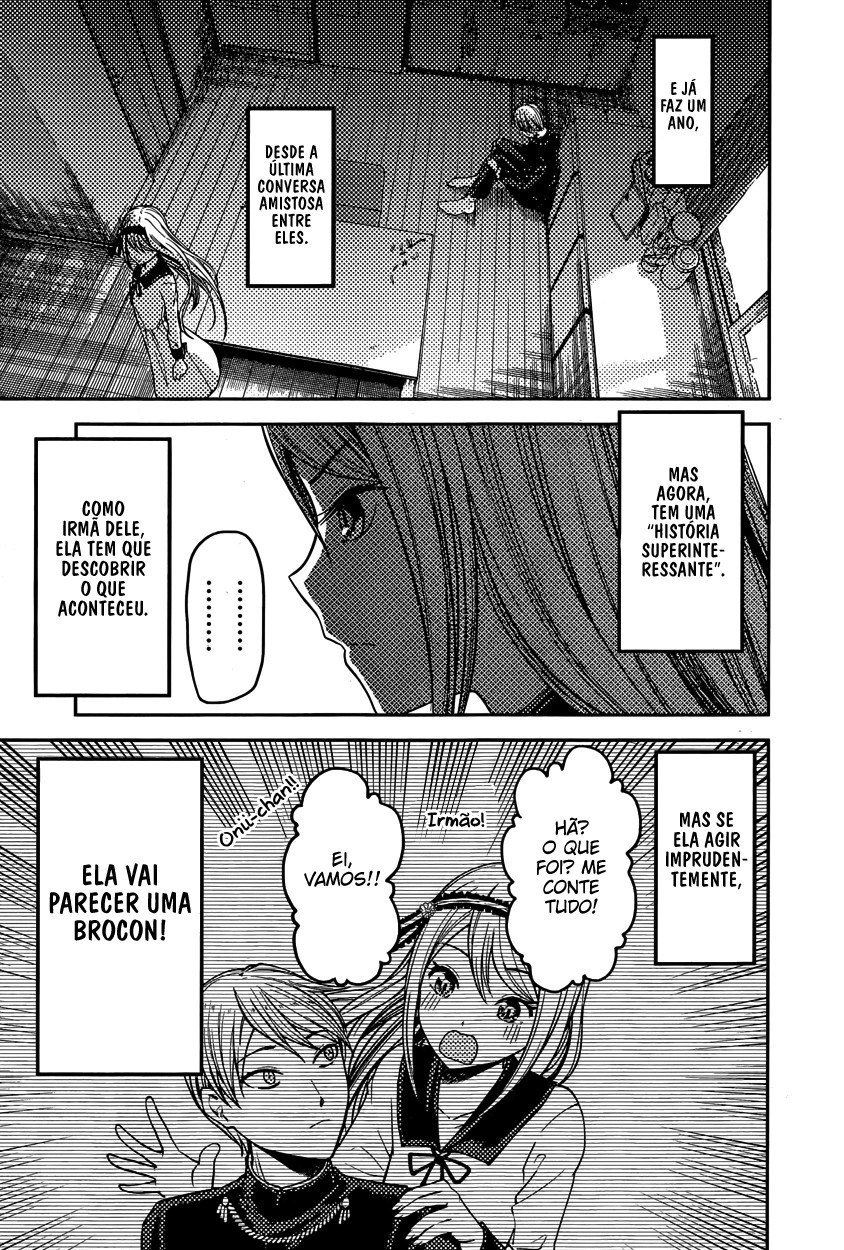 E JÁ
FAZ UM
ANO,
DESDE A
ÚLTIMA
CONVERSA
AMISTOSA
ENTRE
ELES.
MAS
AGORA,
TEM UMA
“HISTÓRIA
SUPERINTE-
RESSANTE”.
COMO
IRMÃ DELE,
ELA TEM QUE
DESCOBRIR
O QUE
ACONTECEU.
MAS SE
ELA AGIR
IMPRUDEN-
TEMENTE,
HÃ?
O QUE
FOI? ME
CONTE
TUDO!
Irmão!
EI,
VAMOS!!
Onii-chan!!
ELA VAI
PARECER UMA
BROCON!